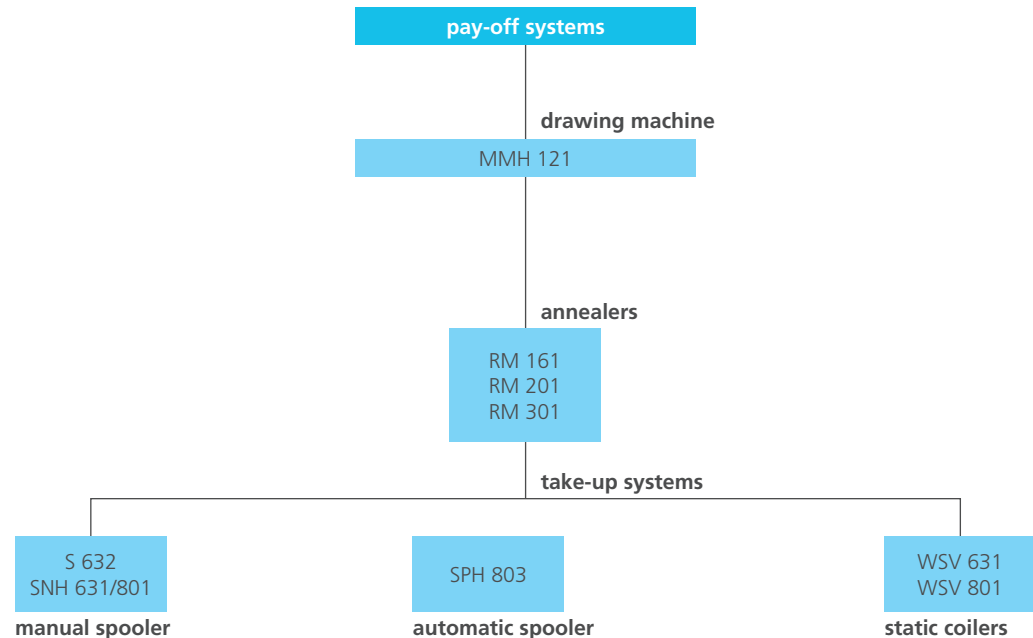 pay-off systems
drawing machine
MMH 121
annealers
RM 161
RM 201
RM 301
take-up systems
S 632
SNH 631/801
manual spooler
SPH 803
automatic spooler
WSV 631
WSV 801
static coilers